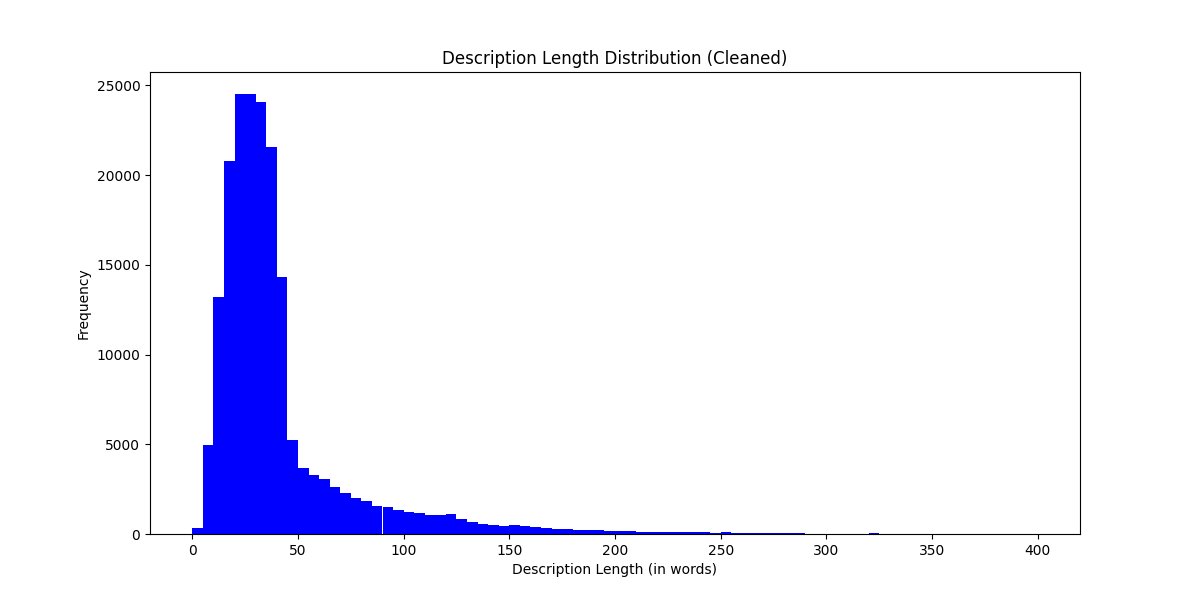 Description Length Distribution (Cleaned)
25000
20000
15000
10000
5000
0
Frequency
0 50 100 150 200 250 300 350 400
Description Length (in words)